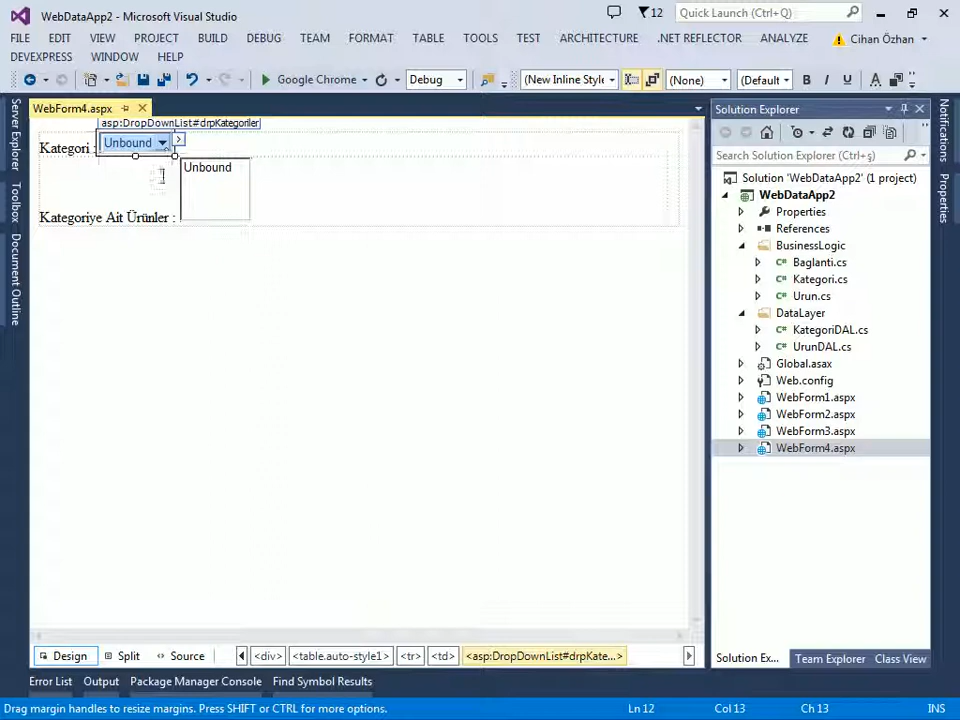 WebDataApp2 - Microsoft Visual Studio
12
Quick Launch (Ctrl+Ş)
FILE EDIT VIEW PROJECT BUILD DEBUG TEAM FORMAT TABLE TOOLS TEST ARCHITECTURE .NET REFLECTOR ANALYZE
Cihan Özhan
DEVEXPRESS WINDOW HELP
Google Chrome
Debug
(New Inline Style
(None)
(Default
B I U A
WebForm4.aspx
asp:DropDownList#drpKategoriler
Kategori :
Unbound
Unbound
Kategoriye Ait Ürünler :
Server Explorer
Toolbox
Document Outline
Solution Explorer
Search Solution Explorer (Ctrl+ş)
Solution 'WebDataApp2' (1 project)
WebDataApp2
Properties
References
BusinessLogic
C# Baglanti.cs
C# Kategori.cs
C# Urun.cs
DataLayer
C# KategoriDAL.cs
C# UrunDAL.cs
Global.asax
Web.config
WebForm1.aspx
WebForm2.aspx
WebForm3.aspx
WebForm4.aspx
Notifications
Properties
Design Split Source
<div> <table.auto-style1> <tr> <td> <asp:DropDownList#drpKate...>
Solution Ex... Team Explorer Class View
Error List Output Package Manager Console Find Symbol Results
Drag margin handles to resize margins. Press SHIFT or CTRL for more options.
Ln 12 Col 13 Ch 13 INS